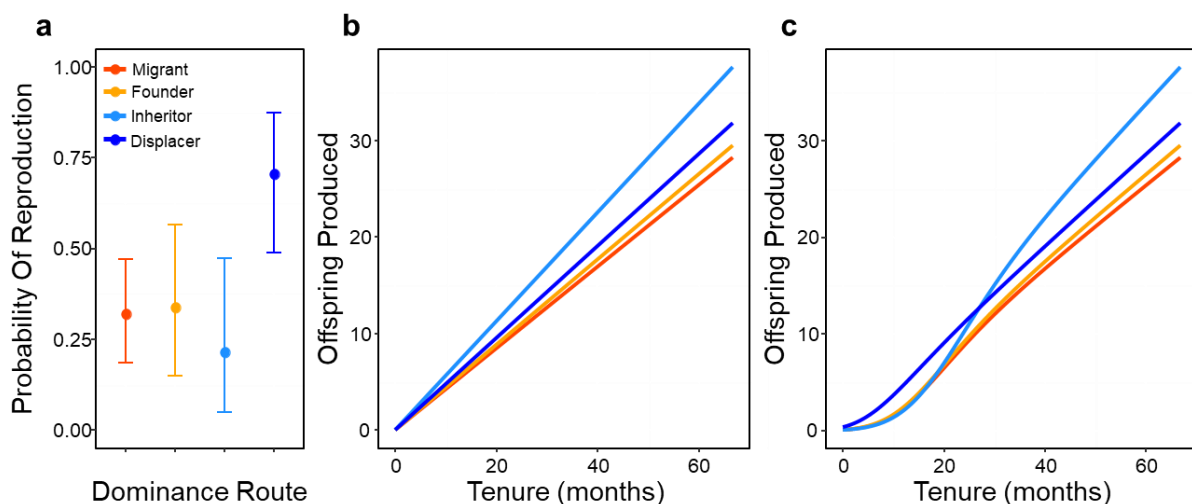 a
b
c
Probability Of Reproduction
1.00
0.75
0.50
0.25
0.00
Migrant
Founder
Inheritor
Displacer
Dominance Route
Offspring Produced
30
20
10
0
0
20
40
60
Tenure (months)
Offspring Produced
30
20
10
0
0
20
40
60
Tenure (months)